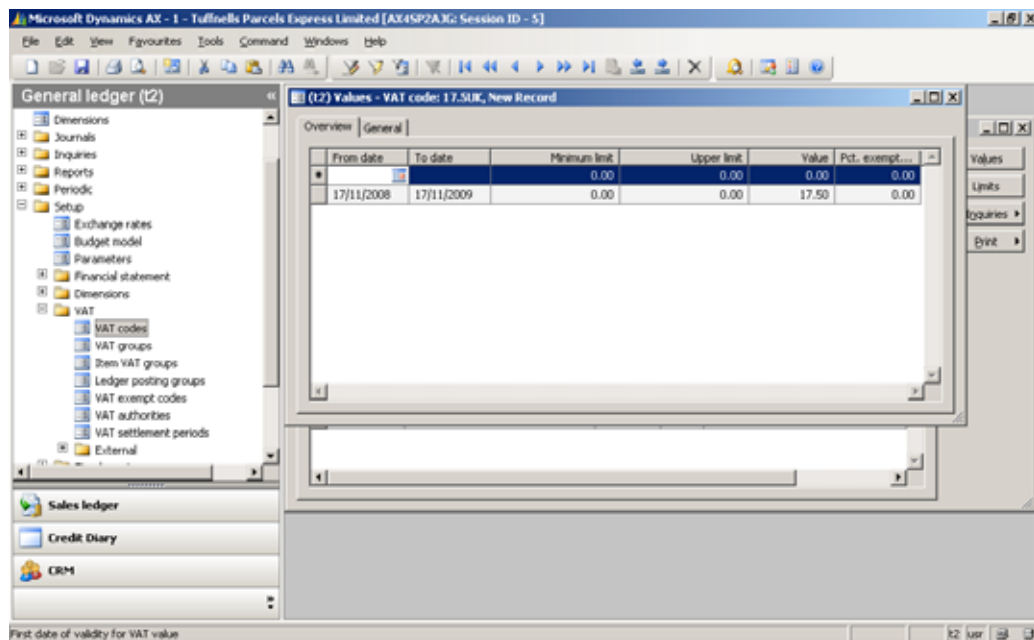 Microsoft Dynamics AX - 1 - Tuffnells Parcels Express Limited [AX4SP2AJG: Session ID - 5]
File Edit View Favourites Tools Command Windows Help
General ledger (t2)
Dimensions
Journals
Inquiries
Reports
Periodic
Setup
Exchange rates
Budget model
Parameters
Financial statement
Dimensions
VAT
VAT codes
VAT groups
Item VAT groups
Ledger posting groups
VAT exempt codes
VAT authorities
VAT settlement periods
External
Sales ledger
Credit Diary
CRM
(t2) Values - VAT code: 17.5UK, New Record
Overview General
From date To date Minimum limit Upper limit Value Pct. exempt...
0.00 0.00 0.00 0.00
17/11/2008 17/11/2009 0.00 0.00 17.50 0.00
Values
Limits
Inquiries
Print
First date of validity for VAT value t2 usr